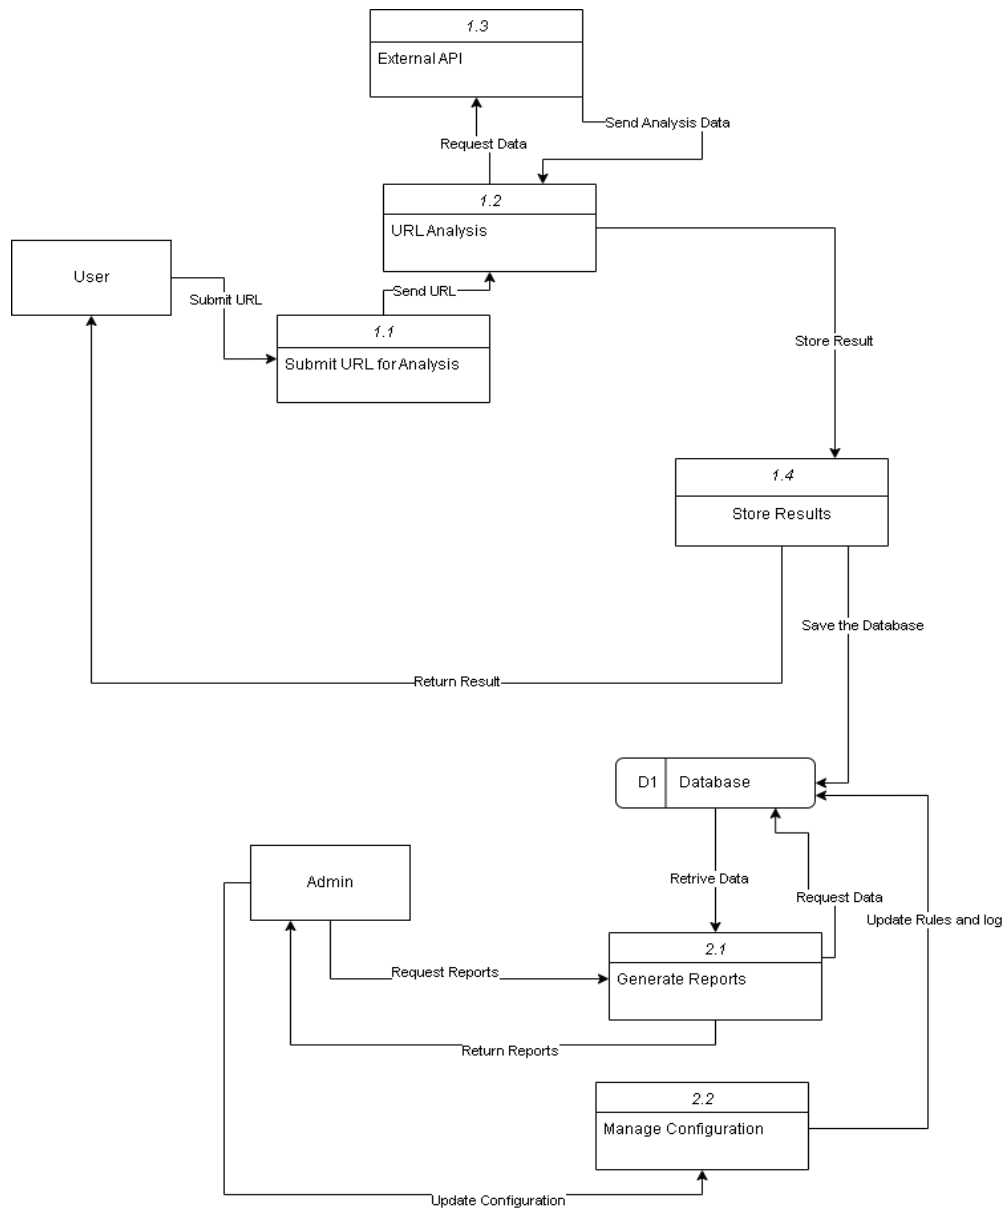 1.3
External API
Send Analysis Data
Request Data
1.2
URL Analysis
User
Submit URL
Send URL
1.1
Submit URL for Analysis
Store Result
1.4
Store Results
Save the Database
Return Result
D1
Database
Admin
Retrive Data
Request Data
Update Rules and log
2.1
Request Reports
Generate Reports
Return Reports
2.2
Manage Configuration
Update Configuration